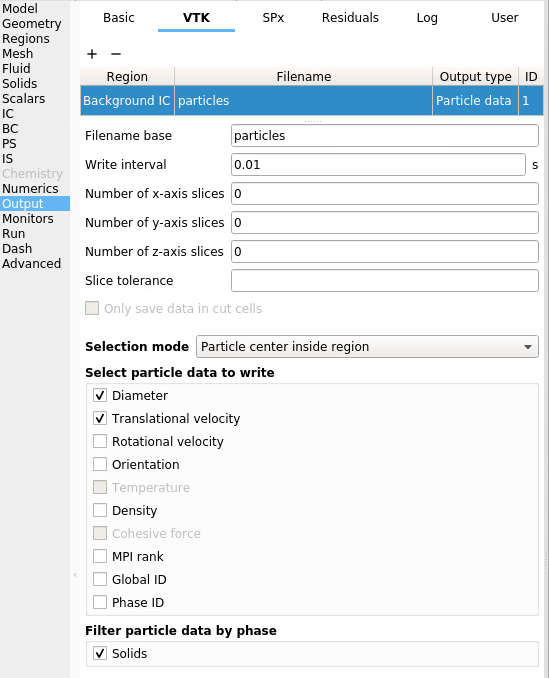 Model
Geometry
Regions
Mesh
Fluid
Solids
Scalars
IC
BC
PS
IS
Chemistry
Numerics
Output
Monitors
Run
Dash
Advanced
Basic VTK SPx Residuals Log User
+ −
Region Filename Output type ID
Background IC particles Particle data 1
Filename base particles
Write interval 0.01 s
Number of x-axis slices 0
Number of y-axis slices 0
Number of z-axis slices 0
Slice tolerance
Only save data in cut cells
Selection mode Particle center inside region
Select particle data to write
Diameter
Translational velocity
Rotational velocity
Orientation
Temperature
Density
Cohesive force
MPI rank
Global ID
Phase ID
Filter particle data by phase
Solids